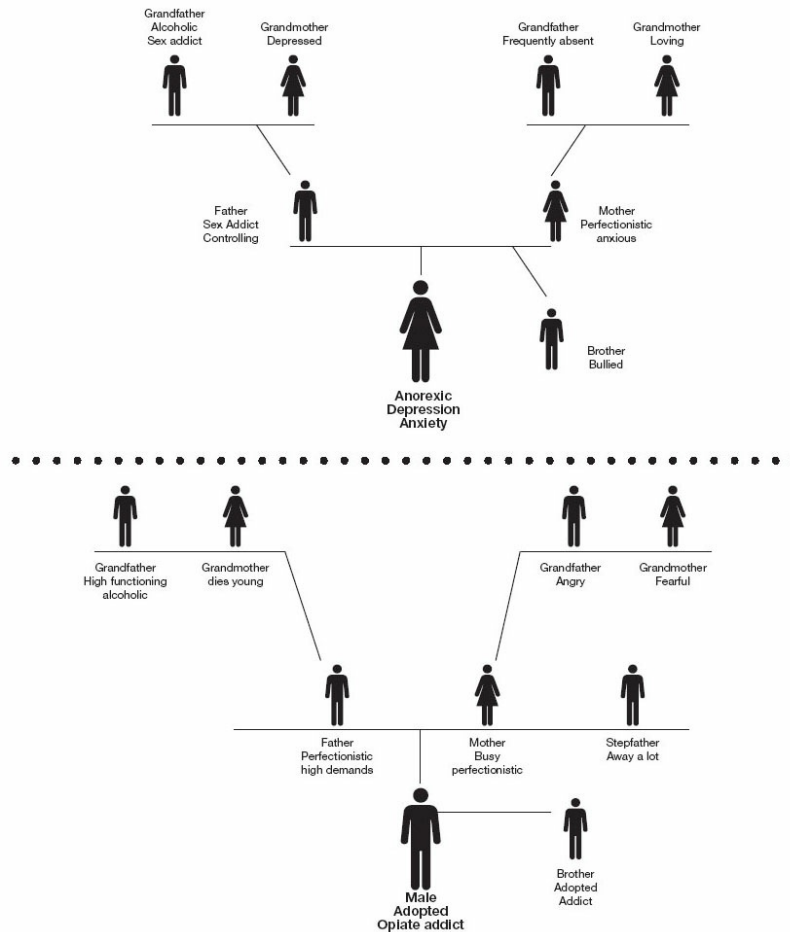 Grandfather
Alcoholic
Sex addict
Grandmother
Depressed
Grandfather
Frequently absent
Grandmother
Loving
Father
Sex Addict
Controlling
Mother
Perfectionistic
anxious
Brother
Bullied
Anorexic
Depression
Anxiety
Grandfather
High functioning
alcoholic
Grandmother
dies young
Grandfather
Angry
Grandmother
Fearful
Father
Perfectionistic
high demands
Mother
Busy
perfectionistic
Stepfather
Away a lot
Male
Adopted
Opiate addict
Brother
Adopted
Addict